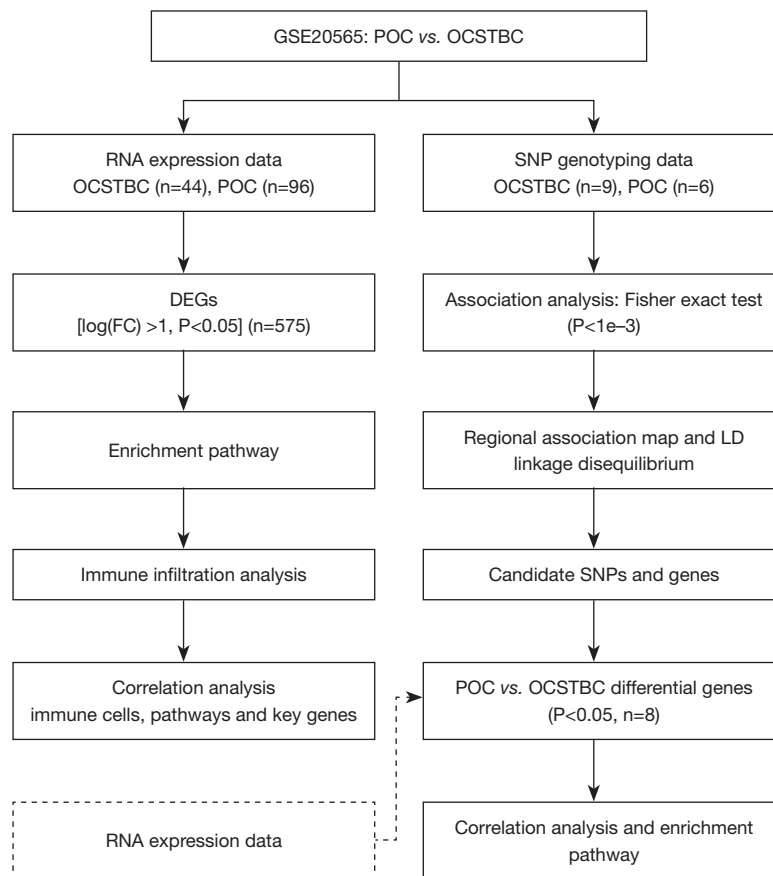 GSE20565: POC vs. OCSTBC
RNA expression data
OCSTBC (n=44), POC (n=96)
SNP genotyping data
OCSTBC (n=9), POC (n=6)
DEGs
[log(FC) >1, P<0.05] (n=575)
Association analysis: Fisher exact test
(P<1e–3)
Enrichment pathway
Regional association map and LD
linkage disequilibrium
Immune infiltration analysis
Candidate SNPs and genes
Correlation analysis
immune cells, pathways and key genes
POC vs. OCSTBC differential genes
(P<0.05, n=8)
RNA expression data
Correlation analysis and enrichment
pathway